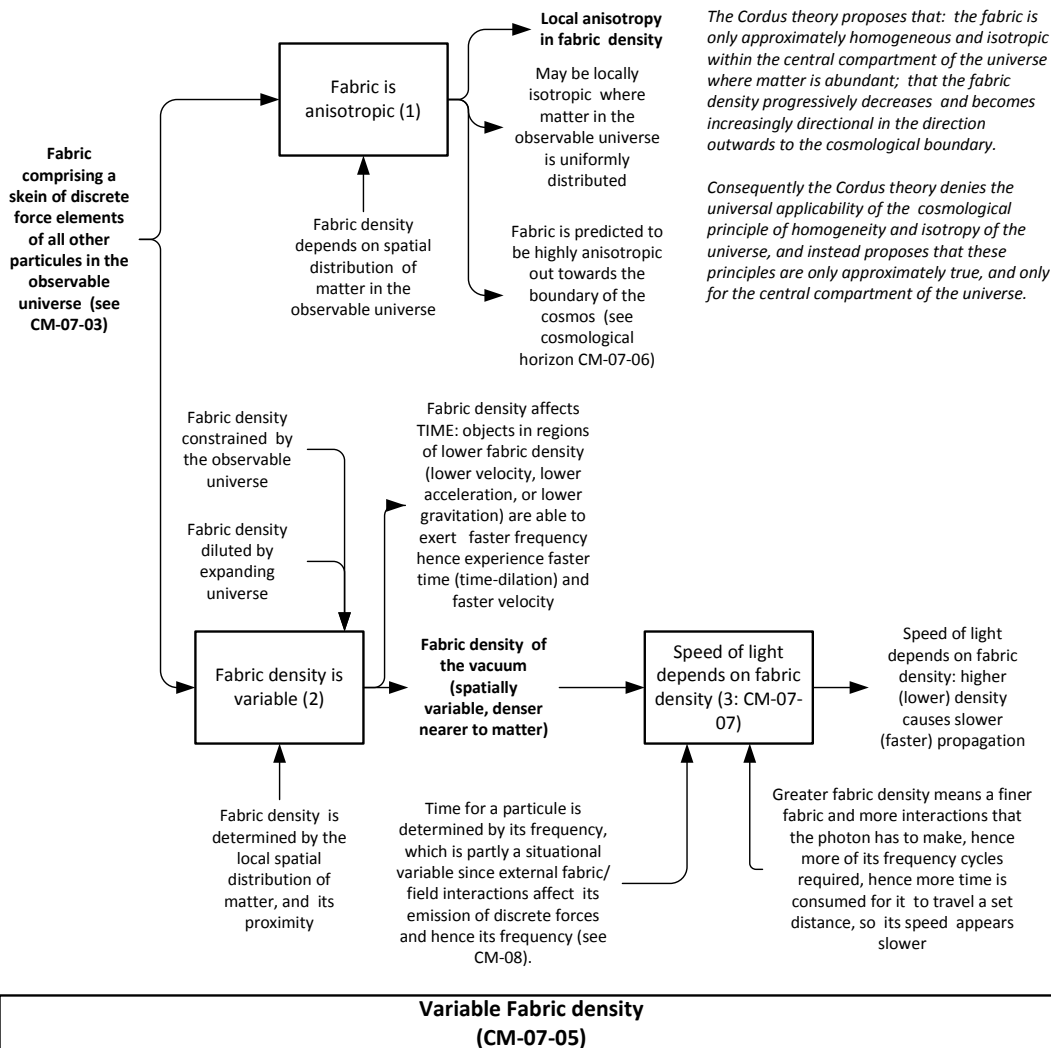 Local anisotropy
in fabric density
The Cordus theory proposes that: the fabric is
only approximately homogeneous and isotropic
within the central compartment of the universe
where matter is abundant; that the fabric
density progressively decreases and becomes
increasingly directional in the direction
outwards to the cosmological boundary.
Consequently the Cordus theory denies the
universal applicability of the cosmological
principle of homogeneity and isotropy of the
universe, and instead proposes that these
principles are only approximately true, and only
for the central compartment of the universe.
Fabric is
anisotropic (1)
May be locally
isotropic where
matter in the
observable universe
is uniformly
distributed
Fabric
comprising a
skein of discrete
force elements
of all other
particules in the
observable
universe (see
CM-07-03)
Fabric density
depends on spatial
distribution of
matter in the
observable universe
Fabric is predicted to
be highly anisotropic
out towards the
boundary of the
cosmos (see
cosmological
horizon CM-07-06)
Fabric density
constrained by
the observable
universe
Fabric density
diluted by
expanding
universe
Fabric density affects
TIME: objects in regions
of lower fabric density
(lower velocity, lower
acceleration, or lower
gravitation) are able to
exert faster frequency
hence experience faster
time (time-dilation) and
faster velocity
Fabric density is
variable (2)
Fabric density of
the vacuum
(spatially
variable, denser
nearer to matter)
Speed of light
depends on fabric
density (3: CM-07-
07)
Speed of light
depends on fabric
density: higher
(lower) density
causes slower
(faster) propagation
Fabric density is
determined by the
local spatial
distribution of
matter, and its
proximity
Time for a particule is
determined by its frequency,
which is partly a situational
variable since external fabric/
field interactions affect its
emission of discrete forces
and hence its frequency (see
CM-08).
Greater fabric density means a finer
fabric and more interactions that
the photon has to make, hence
more of its frequency cycles
required, hence more time is
consumed for it to travel a set
distance, so its speed appears
slower
Variable Fabric density
(CM-07-05)